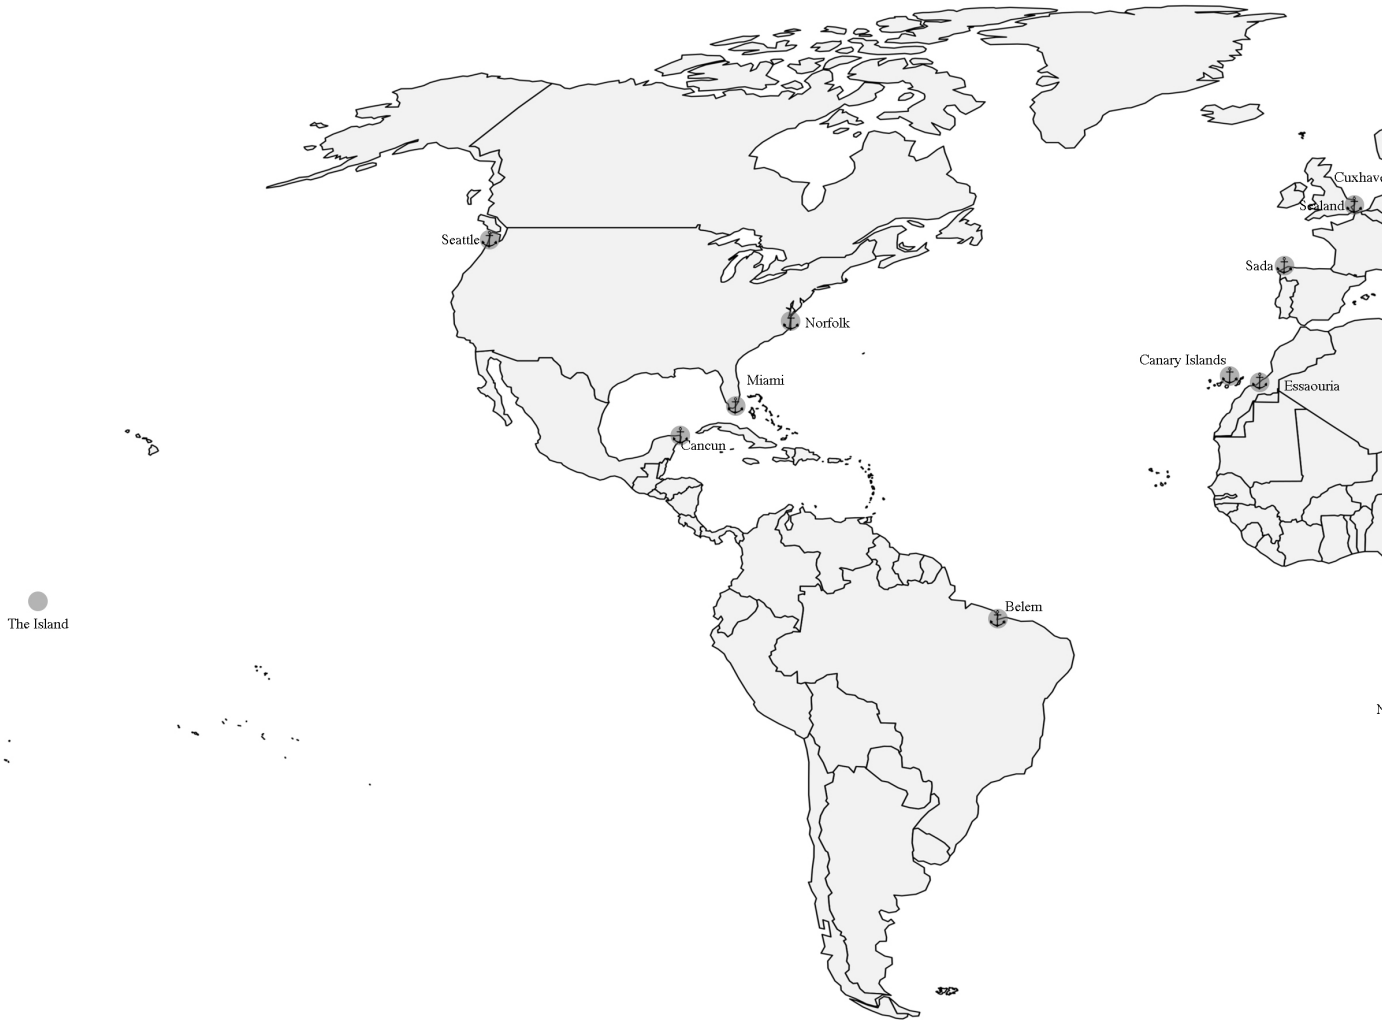 Cuxhave
Sealand
Seattle
Sada
Norfolk
Canary Islands
Miami
Essaouria
Cancun
Belem
The Island
N